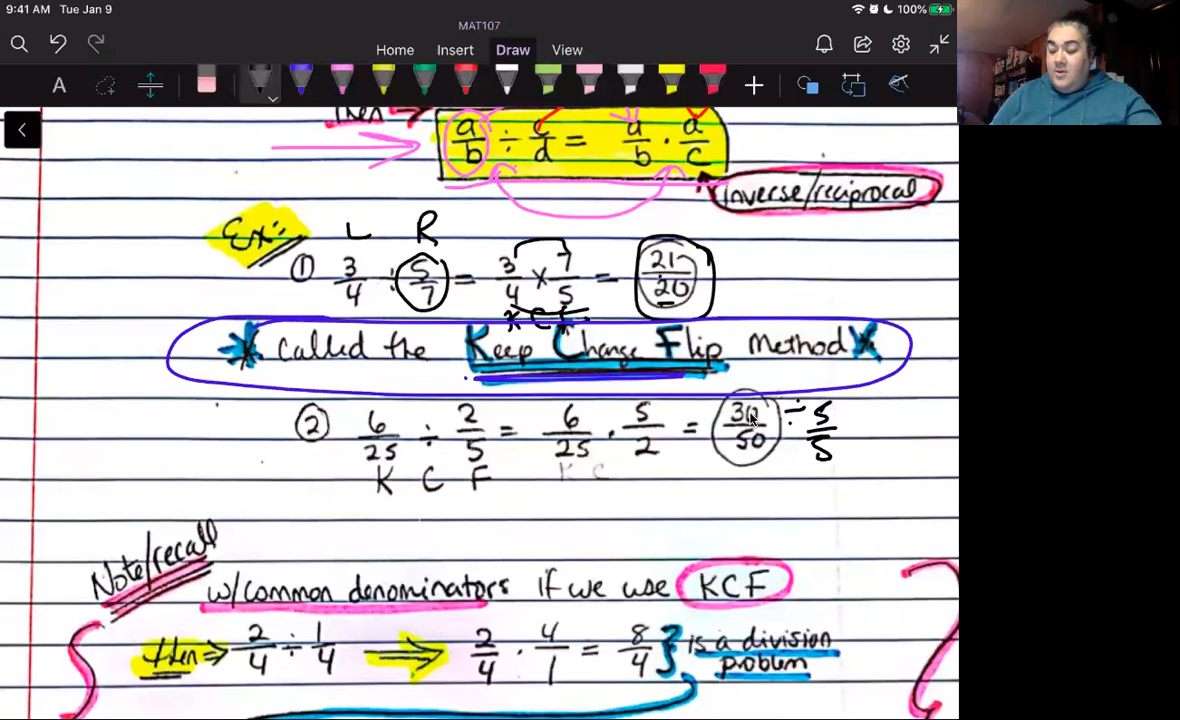 9:41 AM Tue Jan 9
100%
MAT107
Home Insert Draw View
A
then
a/b ÷ c/d = a/b · d/c
inverse/reciprocal
Ex: L R
① 3/4 ÷ 5/7 = 3/4 × 7/5 = 21/20
K C F
* called the Keep Change Flip method *
② 6/25 ÷ 2/5 = 6/25 · 5/2 = 30/50 ÷ 5/5
K C F K C
Note/recall
w/common denominators if we use KCF
then ⇒ 2/4 ÷ 1/4 ⇒ 2/4 · 4/1 = 8/4 } is a division
problem